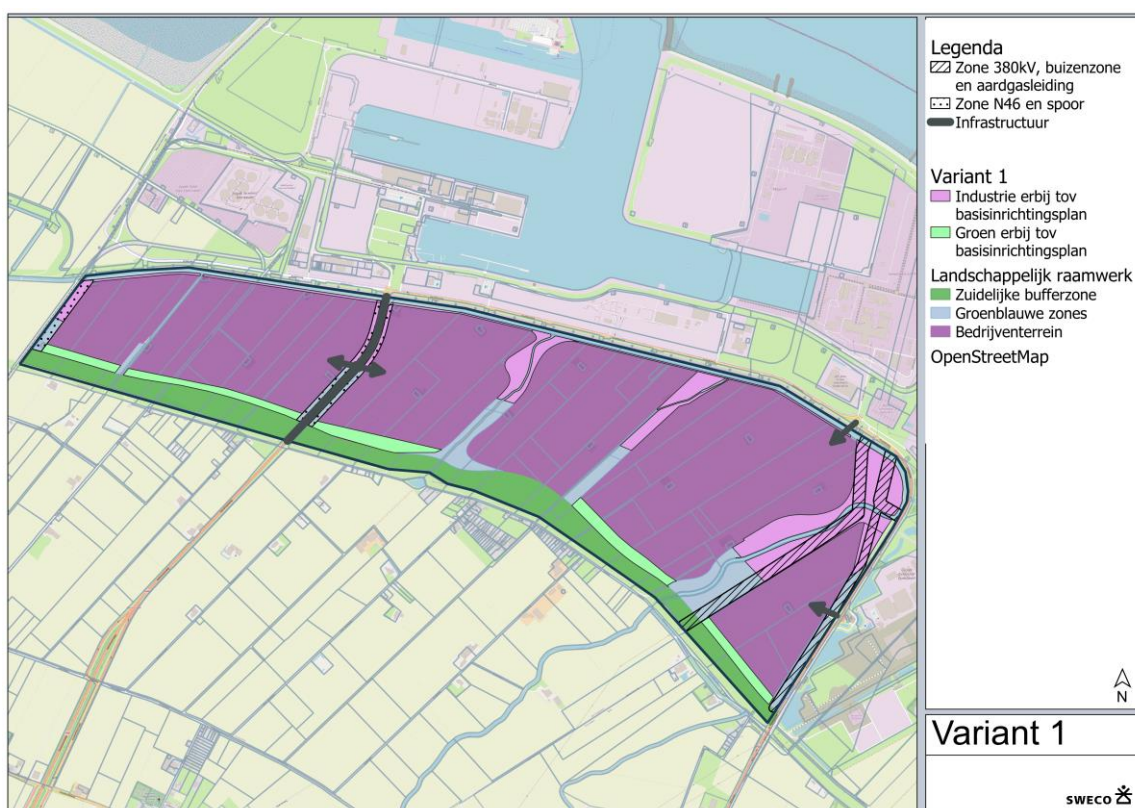 Legenda
Zone 380kV, buizenzone
en aardgasleiding
Zone N46 en spoor
Infrastructuur
Variant 1
Industrie erbij tov
basisinrichtingsplan
Groen erbij tov
basisinrichtingsplan
Landschappelijk raamwerk
Zuidelijke bufferzone
Groenblauwe zones
Bedrijventerrein
OpenStreetMap
N
Variant 1
SWECO